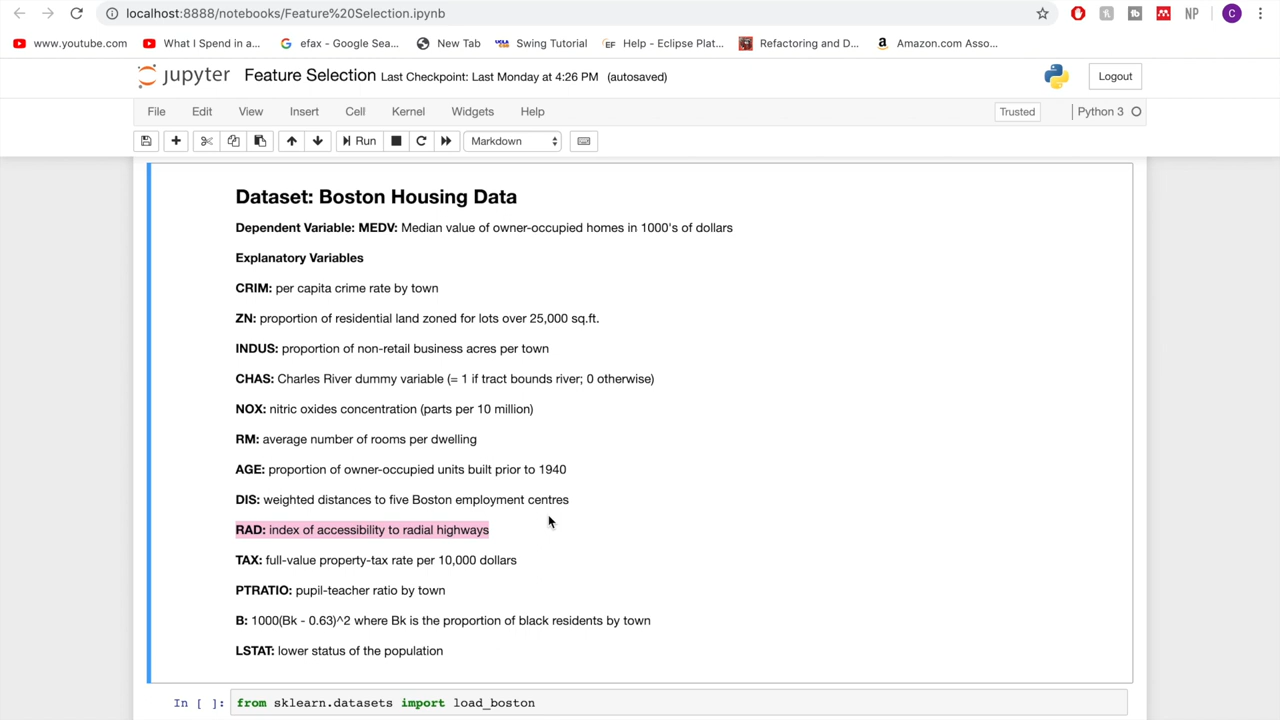 localhost:8888/notebooks/Feature%20Selection.ipynb
NP
C
www.youtube.com
What I Spend in a...
efax - Google Sea...
New Tab
UCLA CS
Swing Tutorial
EF
Help - Eclipse Plat...
Refactoring and D...
a
Amazon.com Asso...
jupyter Feature Selection Last Checkpoint: Last Monday at 4:26 PM (autosaved)
Logout
File Edit View Insert Cell Kernel Widgets Help
Trusted
Python 3
Run
Markdown
Dataset: Boston Housing Data
Dependent Variable: MEDV: Median value of owner-occupied homes in 1000's of dollars
Explanatory Variables
CRIM: per capita crime rate by town
ZN: proportion of residential land zoned for lots over 25,000 sq.ft.
INDUS: proportion of non-retail business acres per town
CHAS: Charles River dummy variable (= 1 if tract bounds river; 0 otherwise)
NOX: nitric oxides concentration (parts per 10 million)
RM: average number of rooms per dwelling
AGE: proportion of owner-occupied units built prior to 1940
DIS: weighted distances to five Boston employment centres
RAD: index of accessibility to radial highways
TAX: full-value property-tax rate per 10,000 dollars
PTRATIO: pupil-teacher ratio by town
B: 1000(Bk - 0.63)^2 where Bk is the proportion of black residents by town
LSTAT: lower status of the population
In [ ]: from sklearn.datasets import load_boston